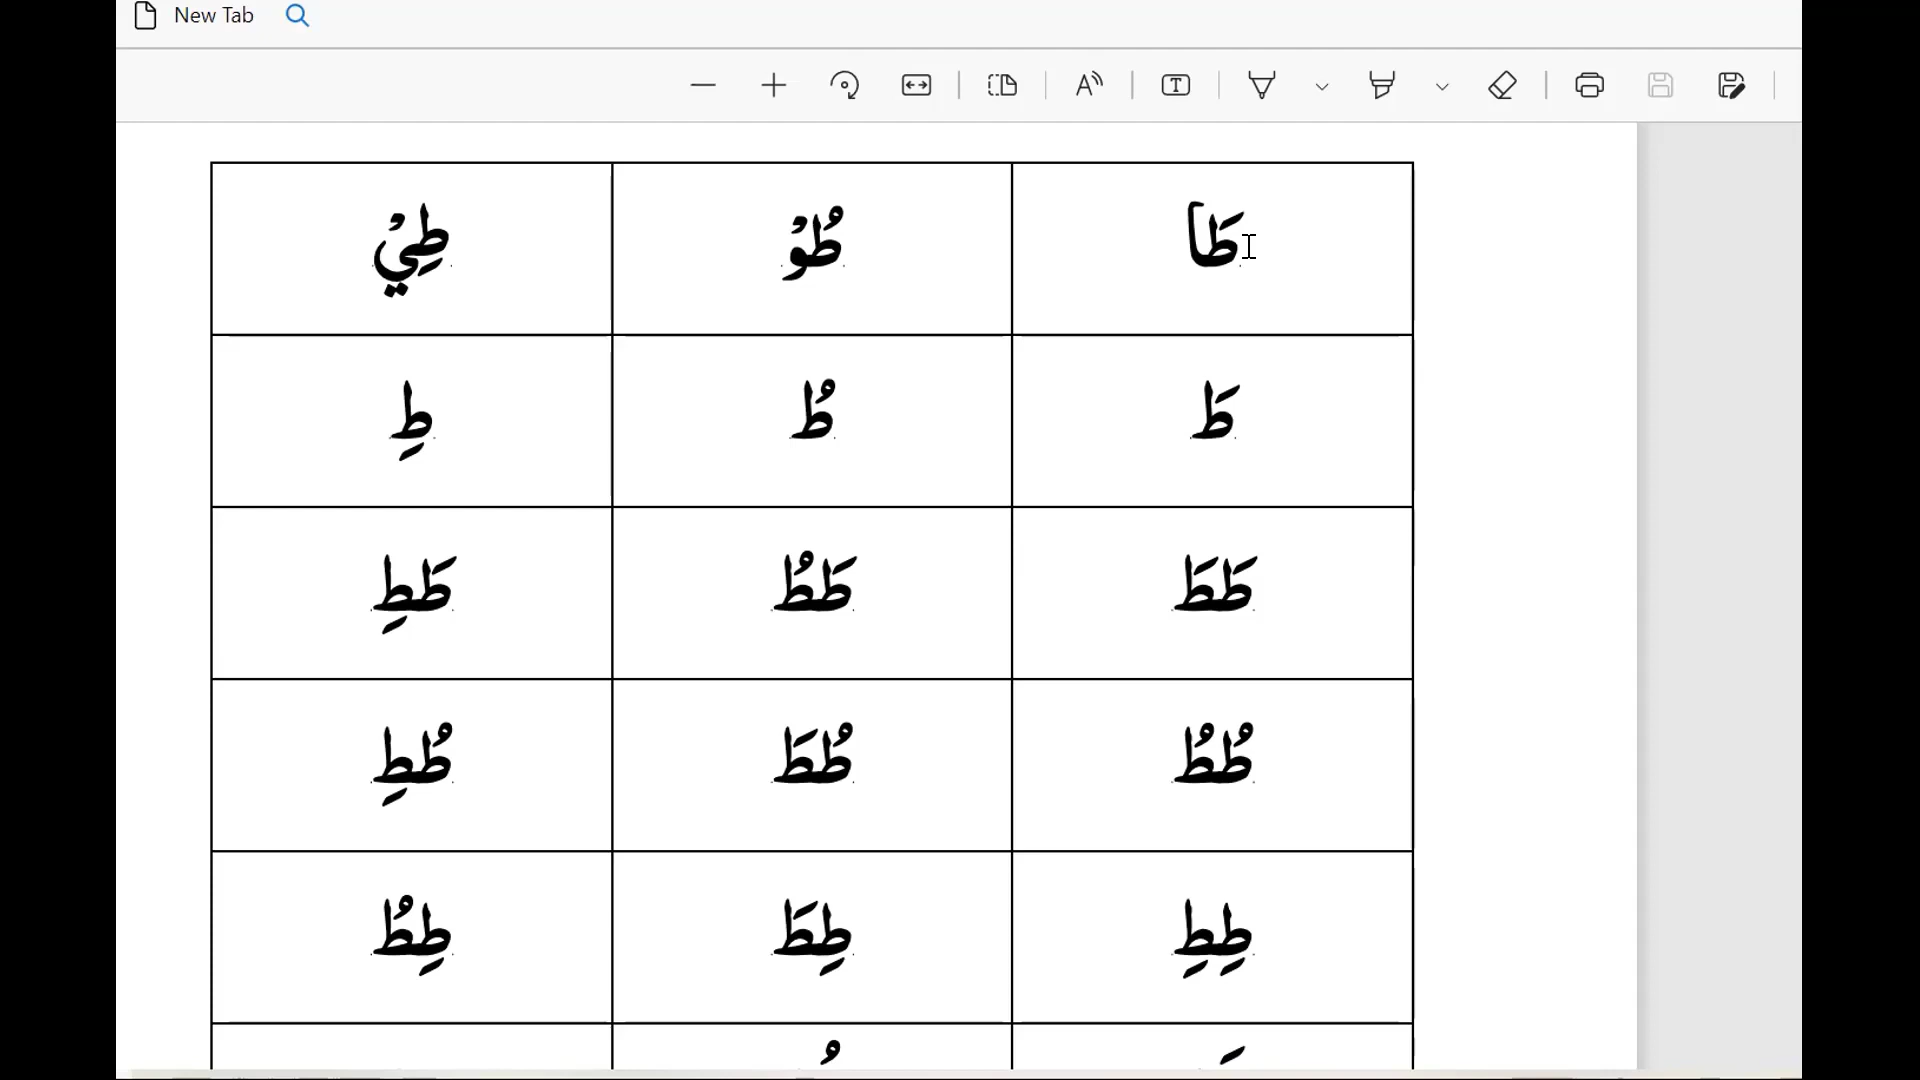 New Tab
طَا طُوْ طِيْ
طَ طُ طِ
طَطَ طَطُ طَطِ
طُطُ طُطَ طُطِ
طِطِ طِطَ طِطُ